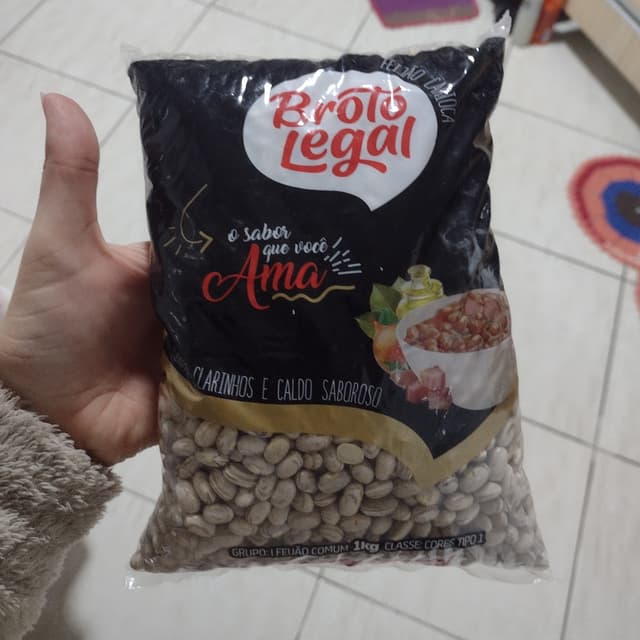 FEIJÃO CARIOCA
Broto
Legal
o sabor
que você
Ama
CLARINHOS E CALDO SABOROSO
GRUPO: I FEIJÃO COMUM 1kg CLASSE: CORES TIPO 1